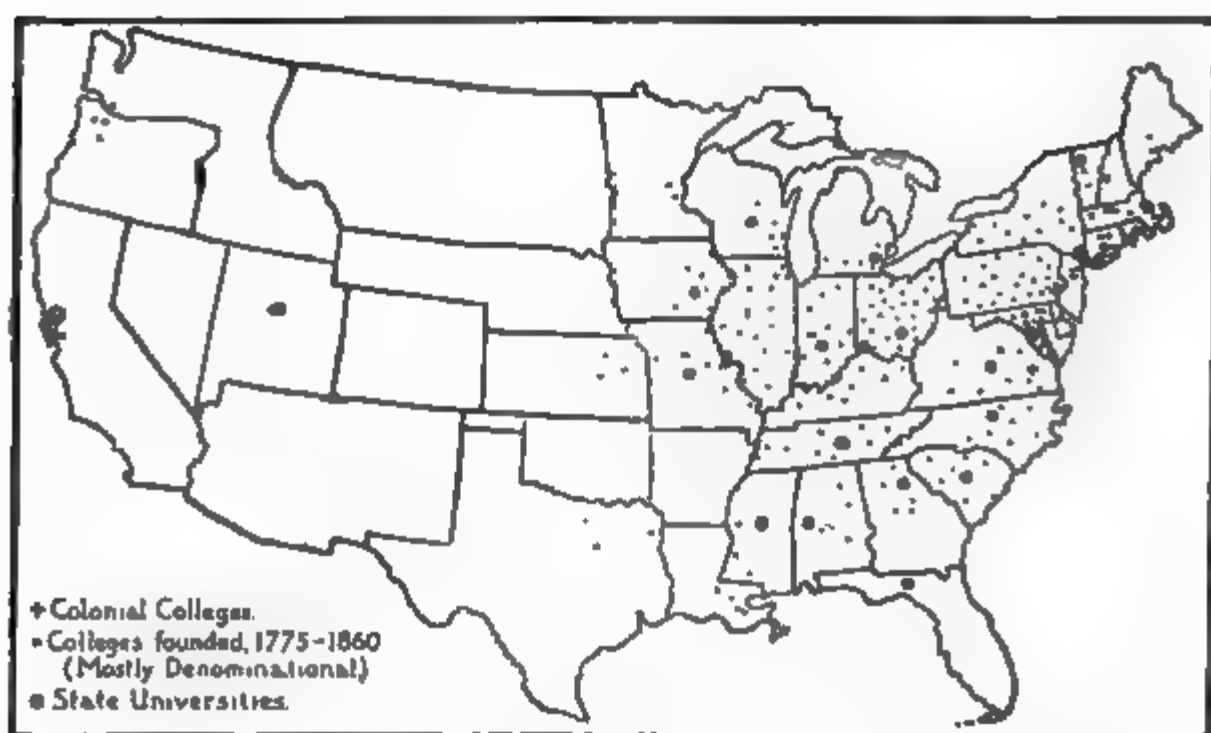 + Colonial Colleges.
• Colleges founded, 1775-1860
(Mostly Denominational)
● State Universities.